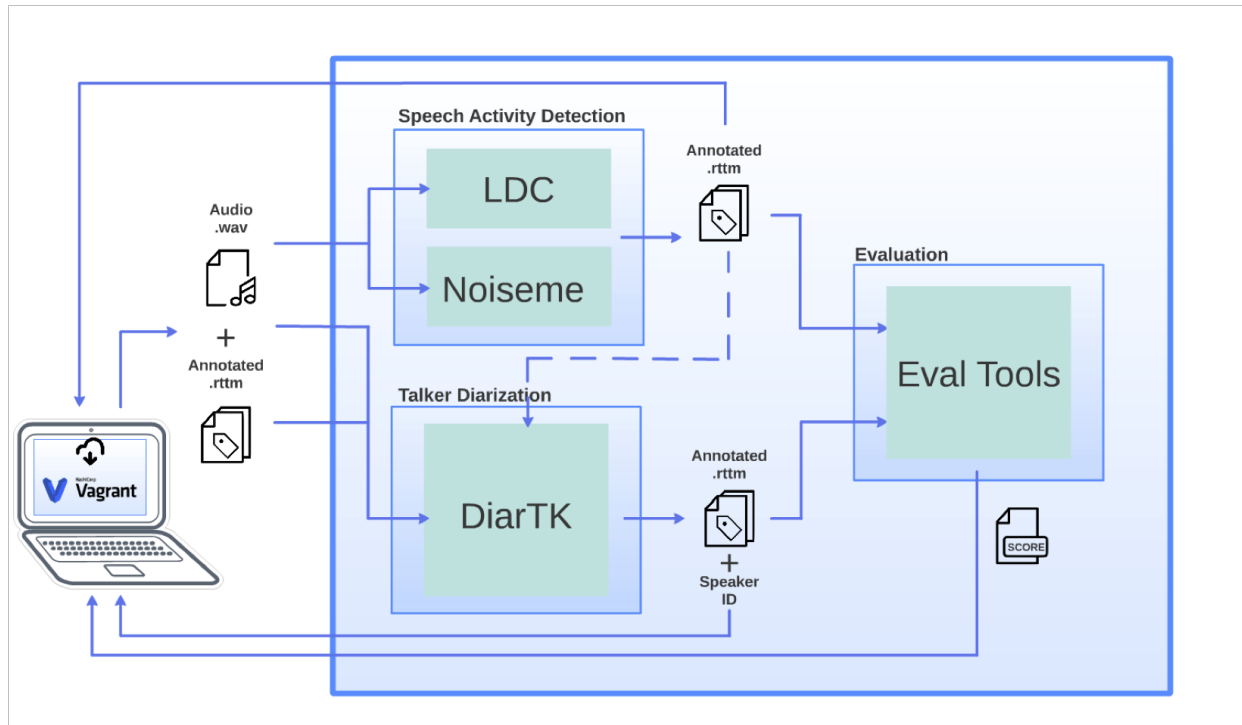 Speech Activity Detection
LDC
Noiseme
Annotated
.rttm
Audio
.wav
+
Annotated
.rttm
Evaluation
Eval Tools
Talker Diarization
DiarTK
Annotated
.rttm
+
Speaker
ID
SCORE
HashiCorp
Vagrant